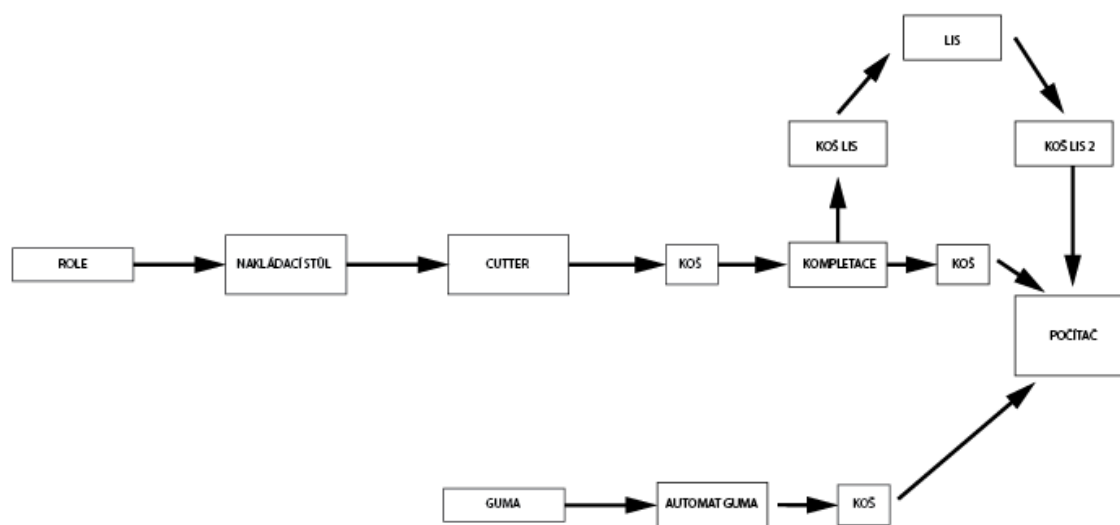 LIS
KOŠ LIS
KOŠ LIS 2
ROLE
NAKLÁDACÍ STŮL
CUTTER
KOŠ
KOMPLETACE
KOŠ
POČÍTAČ
GUMA
AUTOMAT GUMA
KOŠ